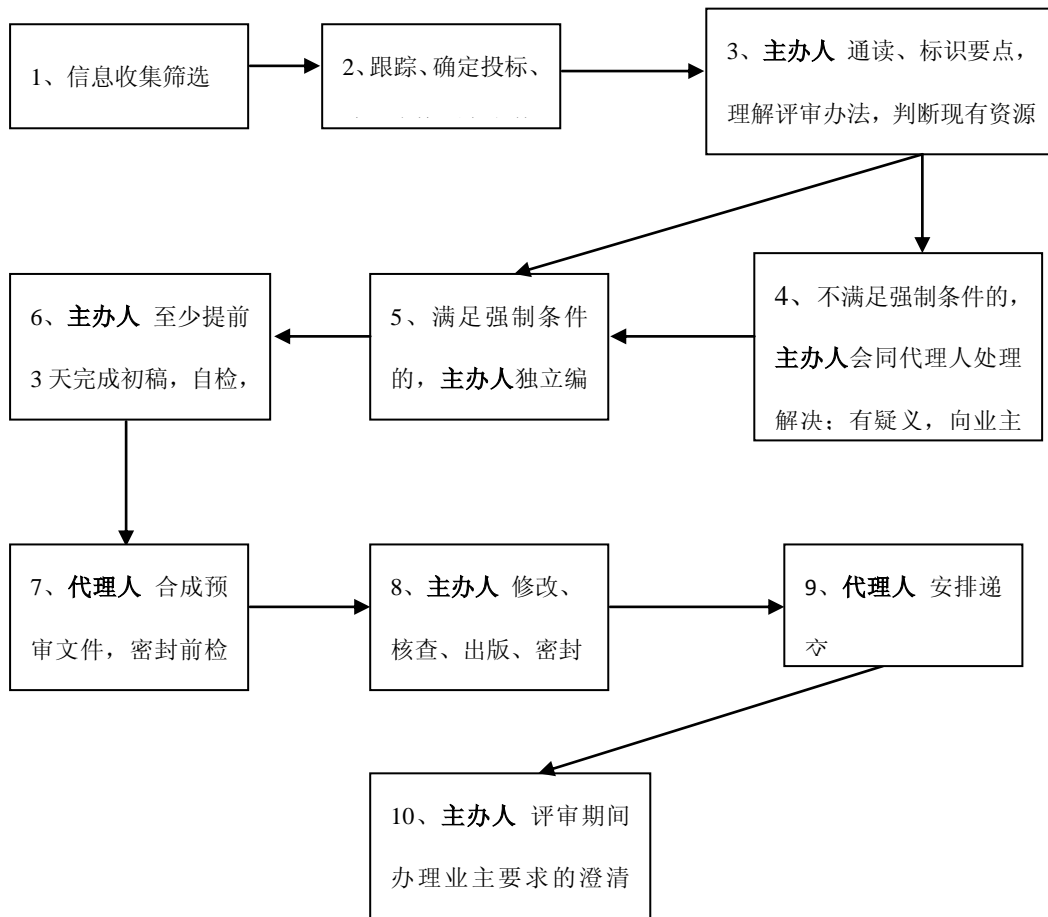 1、信息收集筛选
2、跟踪、确定投标、
3、主办人 通读、标识要点，
理解评审办法，判断现有资源
4、不满足强制条件的，
主办人会同代理人处理
解决；有疑义，向业主
5、满足强制条件
的，主办人独立编
6、主办人 至少提前
3 天完成初稿，自检，
7、代理人 合成预
审文件，密封前检
8、主办人 修改、
核查、出版、密封
9、代理人 安排递
交
10、主办人 评审期间
办理业主要求的澄清